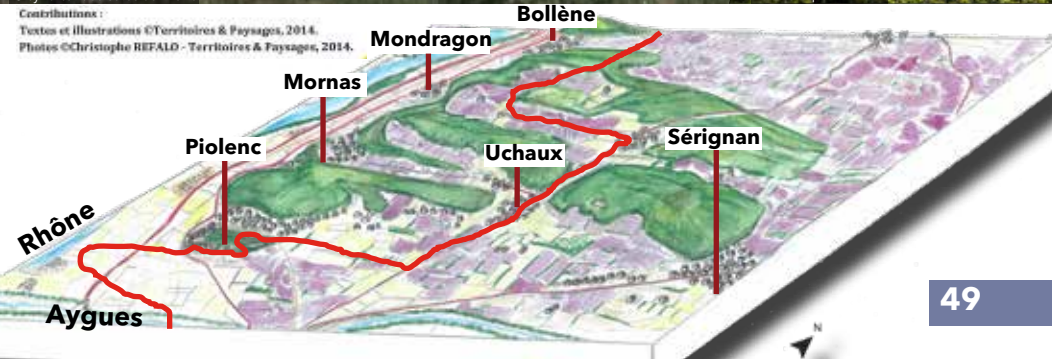 Contributions :
Textes et illustrations ©Territoires & Paysages, 2014.
Photos ©Christophe REFALO - Territoires & Paysages, 2014.
Bollène
Mondragon
Mornas
Piolenc
Uchaux
Sérignan
Rhône
Aygues
49
N